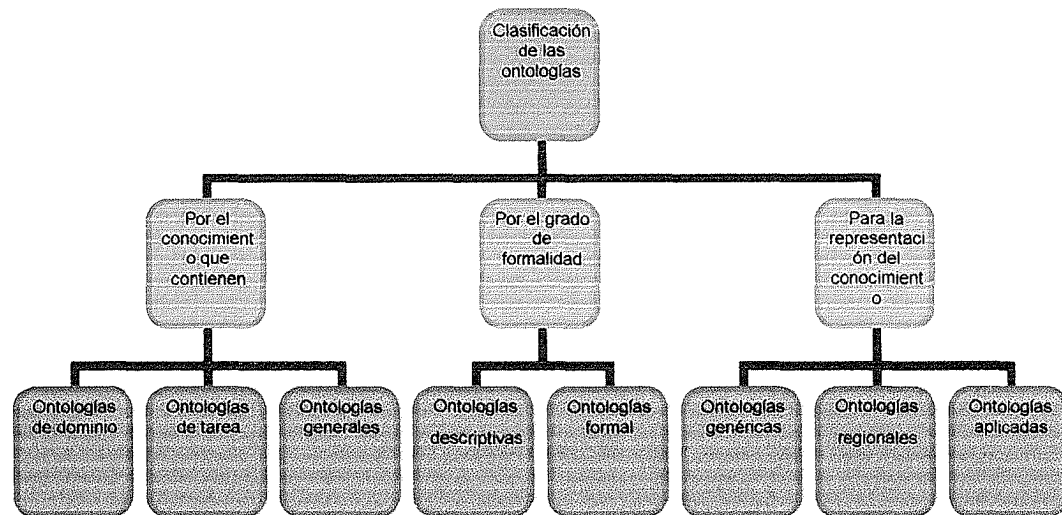 Clasificación
de las
ontologías
Por el
conocimient
o que
contienen
Por el grado
de
formalidad
Para la
representaci
ón del
conocimient
o
Ontologías
de dominio
Ontologías
de tarea
Ontologías
generales
Ontologías
descriptivas
Ontologías
formal
Ontologías
genéricas
Ontologías
regionales
Ontologías
aplicadas